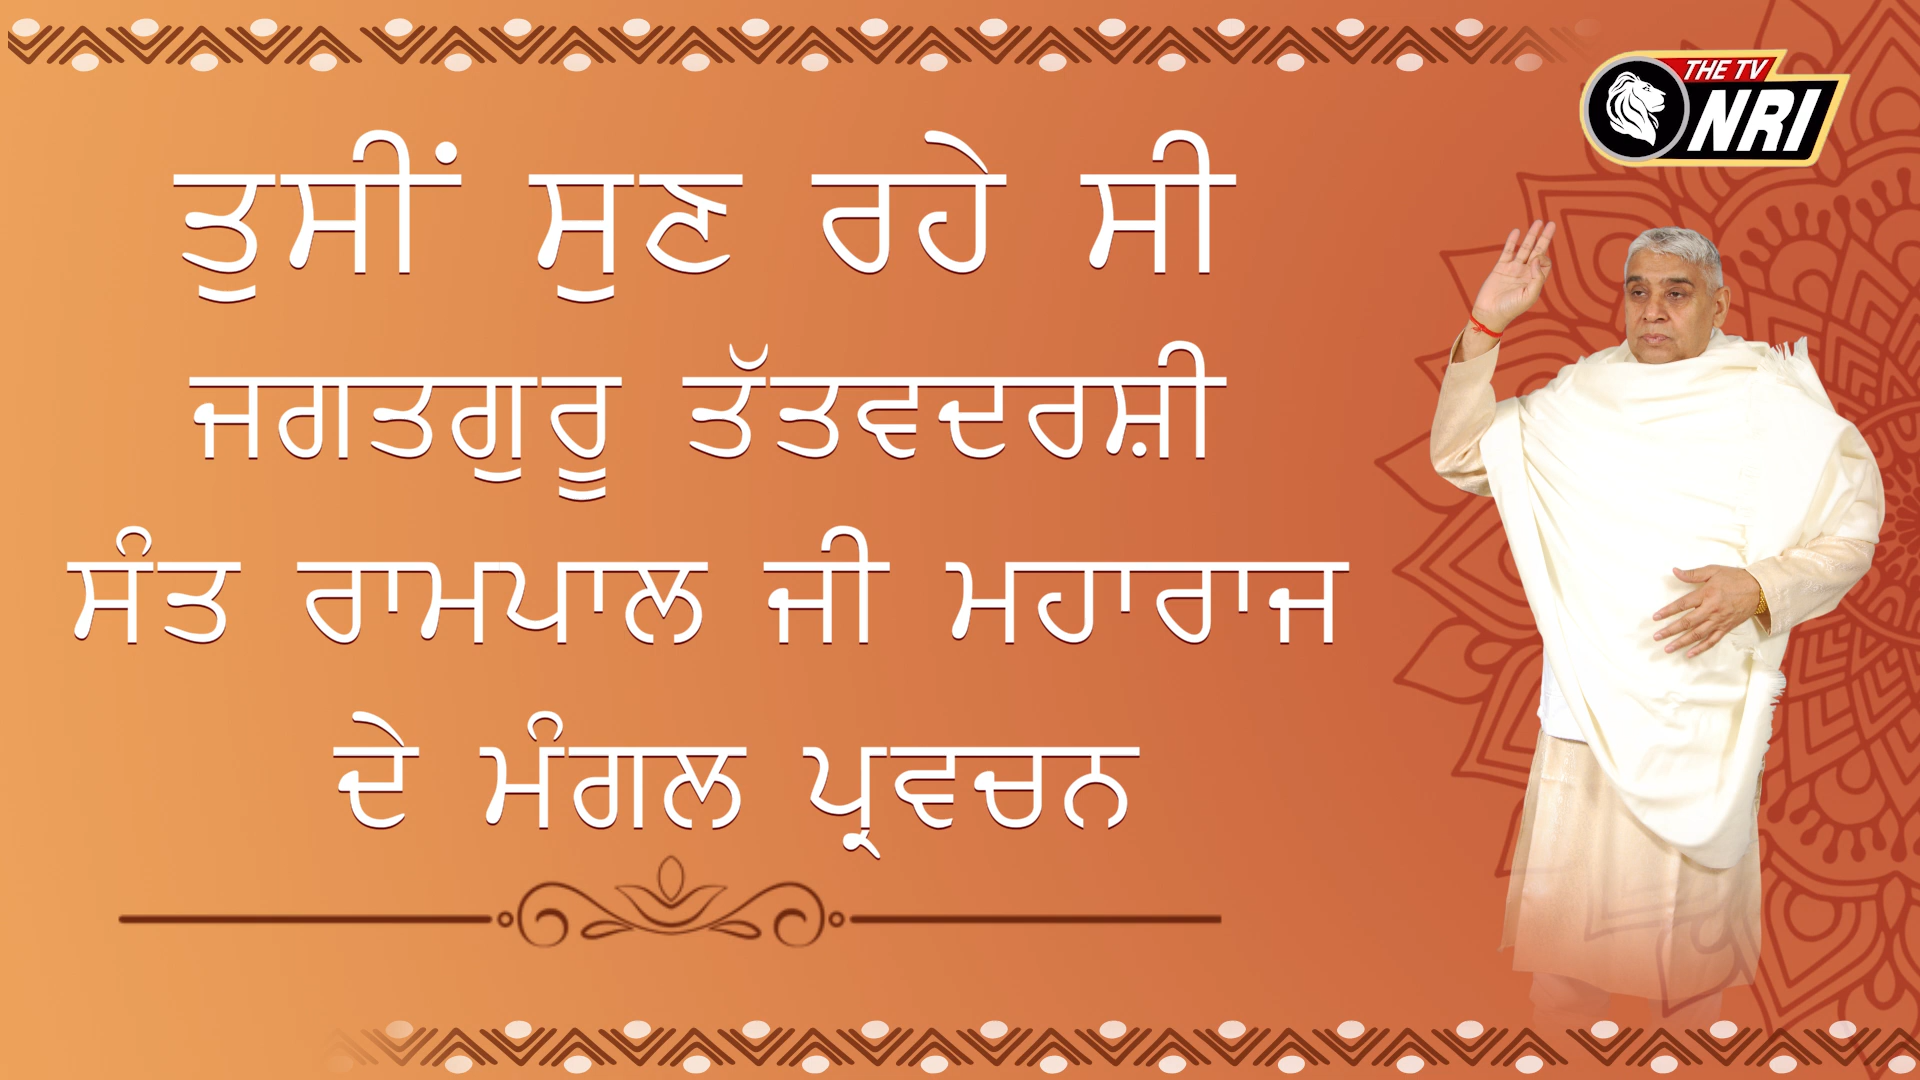 THE TV
NRI
ਤੁਸੀਂ ਸੁਣ ਰਹੇ ਸੀ
ਜਗਤਗੁਰੂ ਤੱਤਵਦਰਸ਼ੀ
ਸੰਤ ਰਾਮਪਾਲ ਜੀ ਮਹਾਰਾਜ
ਦੇ ਮੰਗਲ ਪ੍ਰਵਚਨ